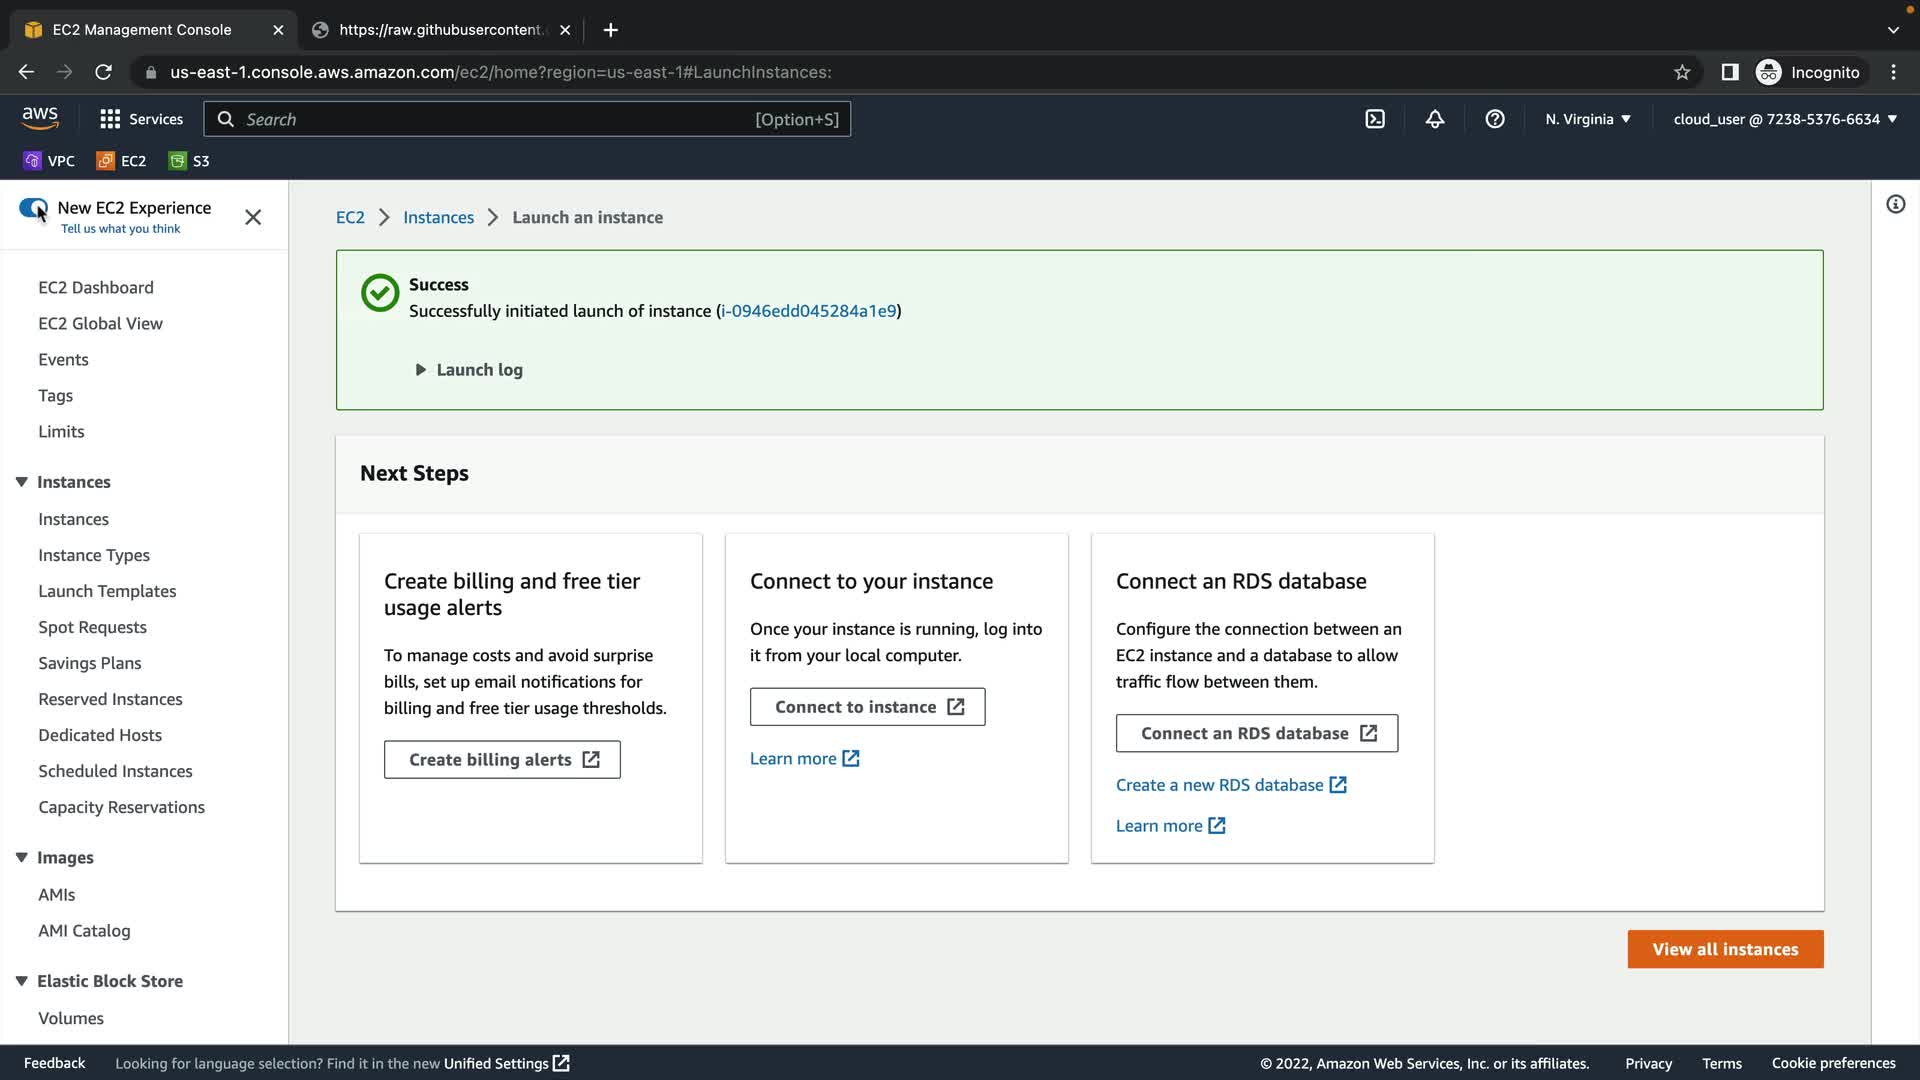 EC2 Management Console
https://raw.githubusercontent.
us-east-1.console.aws.amazon.com/ec2/home?region=us-east-1#LaunchInstances:
Incognito
aws
Services
Search
[Option+S]
N. Virginia
cloud_user @ 7238-5376-6634
VPC
EC2
S3
New EC2 Experience
Tell us what you think
EC2 Dashboard
EC2 Global View
Events
Tags
Limits
Instances
Instances
Instance Types
Launch Templates
Spot Requests
Savings Plans
Reserved Instances
Dedicated Hosts
Scheduled Instances
Capacity Reservations
Images
AMIs
AMI Catalog
Elastic Block Store
Volumes
EC2 > Instances > Launch an instance
Success
Successfully initiated launch of instance (i-0946edd045284a1e9)
Launch log
Next Steps
Create billing and free tier
usage alerts
To manage costs and avoid surprise
bills, set up email notifications for
billing and free tier usage thresholds.
Create billing alerts
Connect to your instance
Once your instance is running, log into
it from your local computer.
Connect to instance
Learn more
Connect an RDS database
Configure the connection between an
EC2 instance and a database to allow
traffic flow between them.
Connect an RDS database
Create a new RDS database
Learn more
View all instances
Feedback
Looking for language selection? Find it in the new Unified Settings
© 2022, Amazon Web Services, Inc. or its affiliates.
Privacy
Terms
Cookie preferences